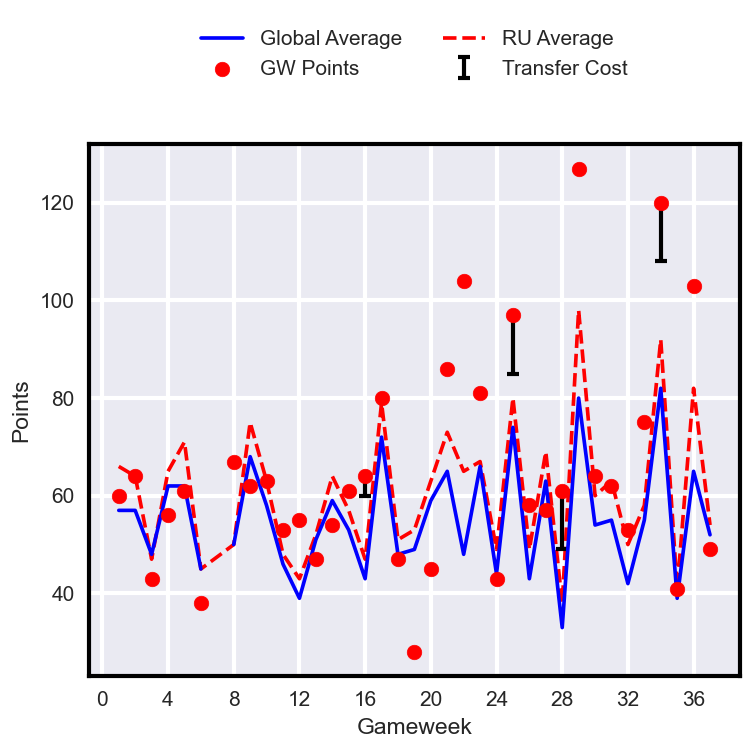 Global Average RU Average
GW Points Transfer Cost
120
100
80
60
40
Points
0 4 8 12 16 20 24 28 32 36
Gameweek